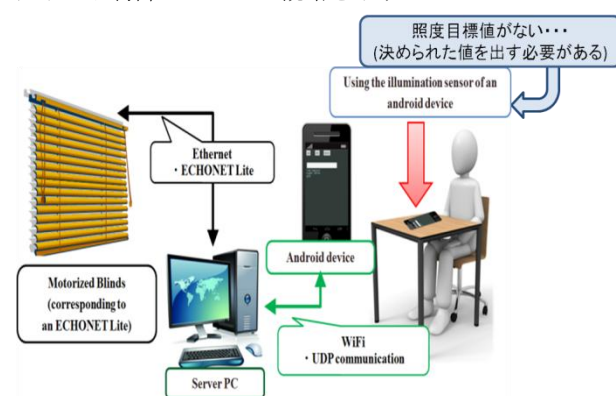 照度目標値がない・・・
(決められた値を出す必要がある)
Using the illumination sensor of an
android device
Ethernet
・ECHONET Lite
Android device
Motorized Blinds
(corresponding to
an ECHONET Lite)
WiFi
・UDP communication
Server PC